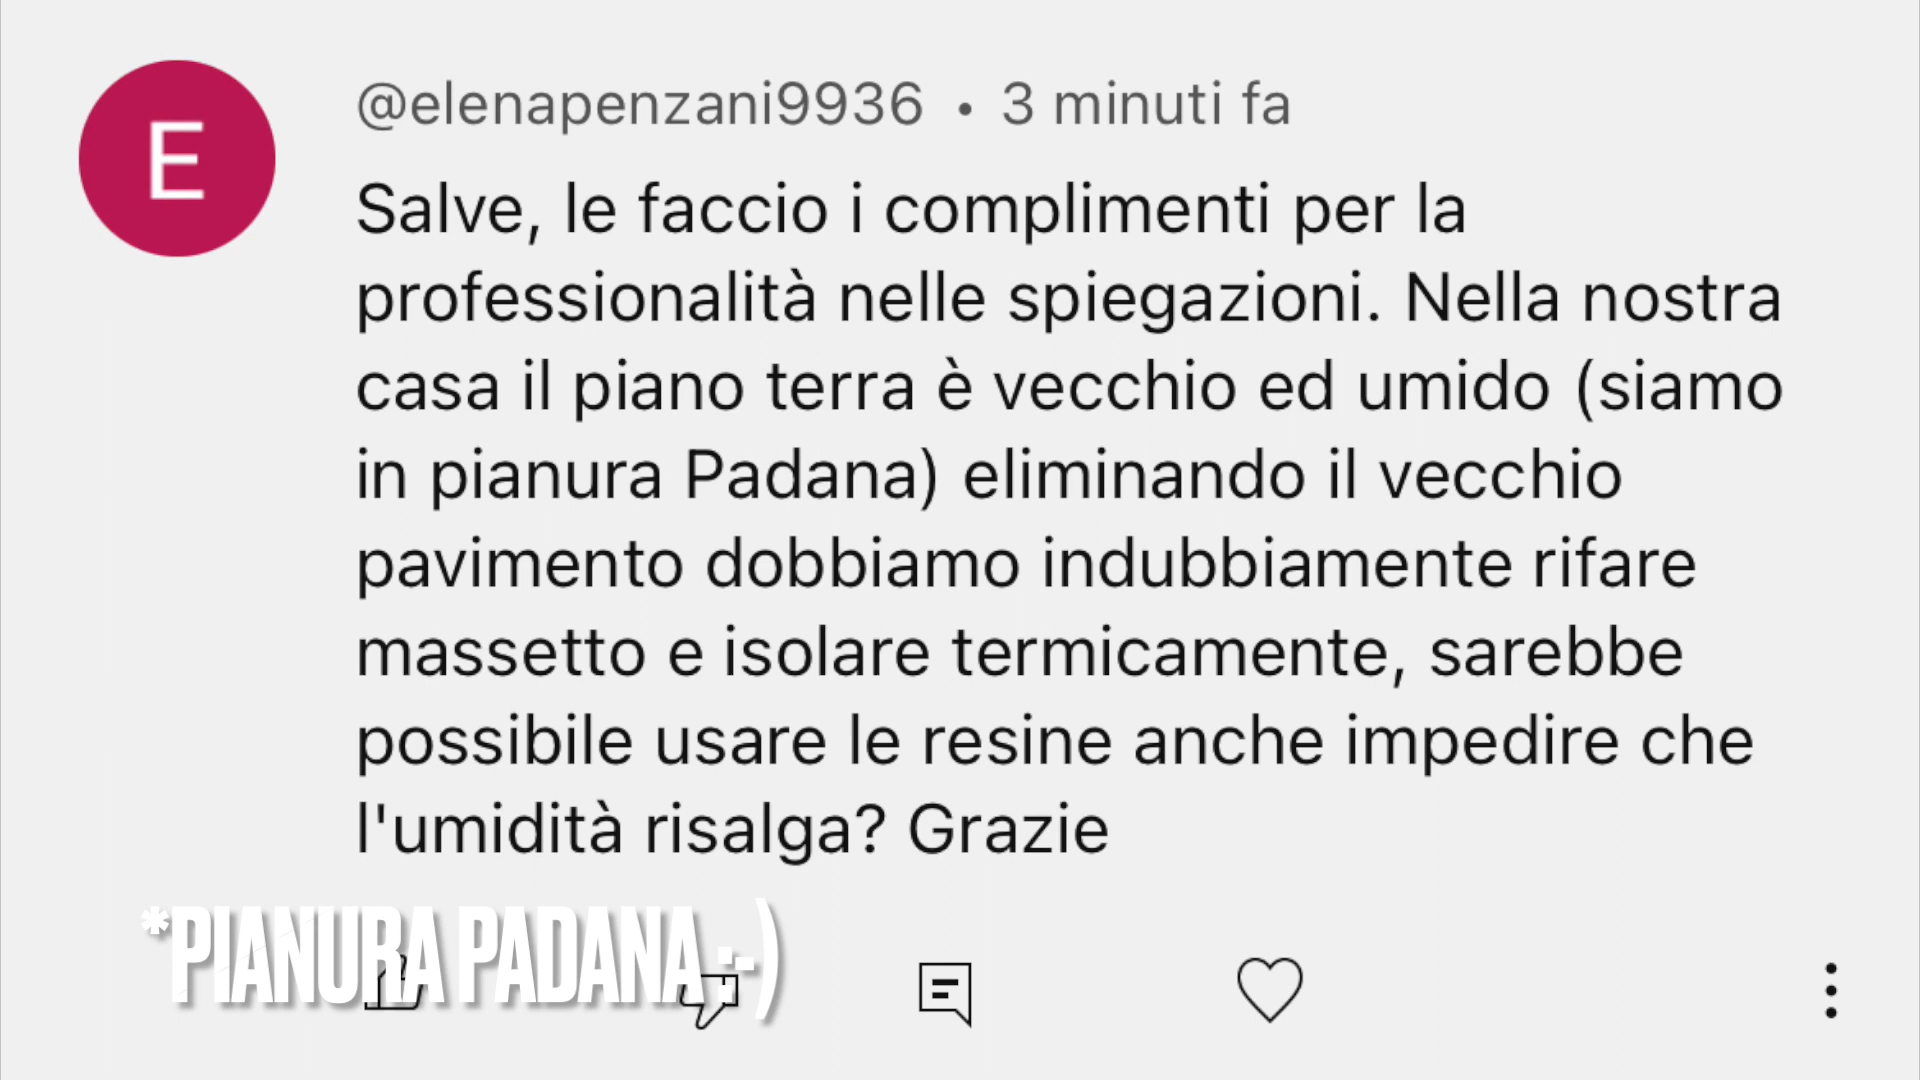 E
@elenapenzani9936 • 3 minuti fa
Salve, le faccio i complimenti per la
professionalità nelle spiegazioni. Nella nostra
casa il piano terra è vecchio ed umido (siamo
in pianura Padana) eliminando il vecchio
pavimento dobbiamo indubbiamente rifare
massetto e isolare termicamente, sarebbe
possibile usare le resine anche impedire che
l'umidità risalga? Grazie
*PIANURA PADANA :-)